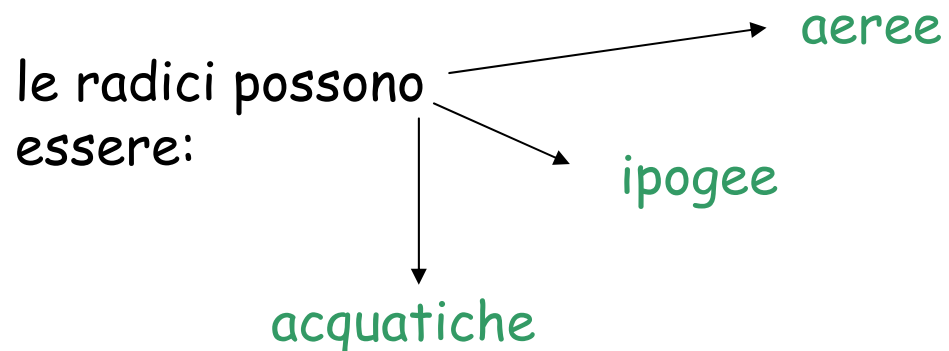 aeree
le radici possono
essere:
ipogee
acquatiche